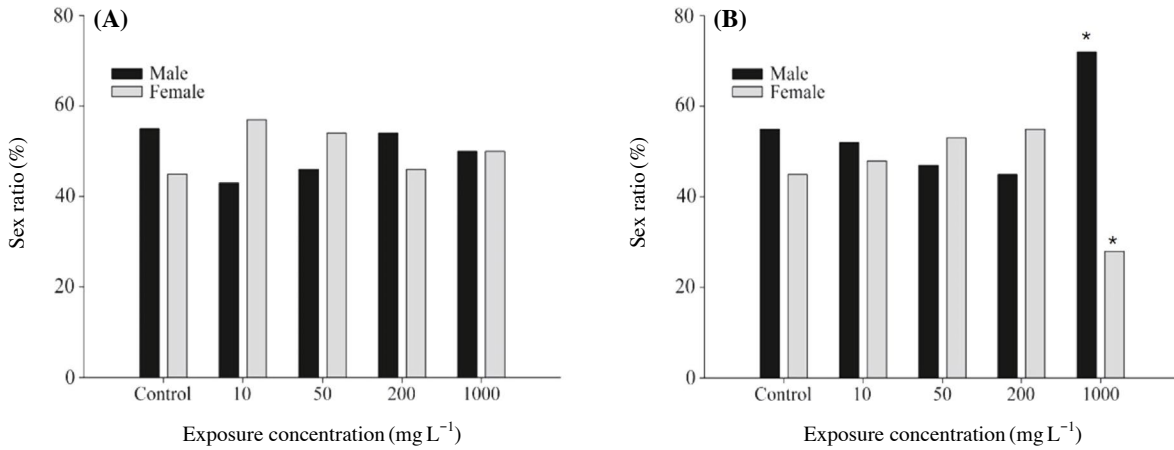 (A)
80
60
40
20
0
Male
Female
Sex ratio (%)
Control 10 50 200 1000
Exposure concentration (mg L⁻¹)
(B)
80
60
40
20
0
Male
Female
*
*
Sex ratio (%)
Control 10 50 200 1000
Exposure concentration (mg L⁻¹)